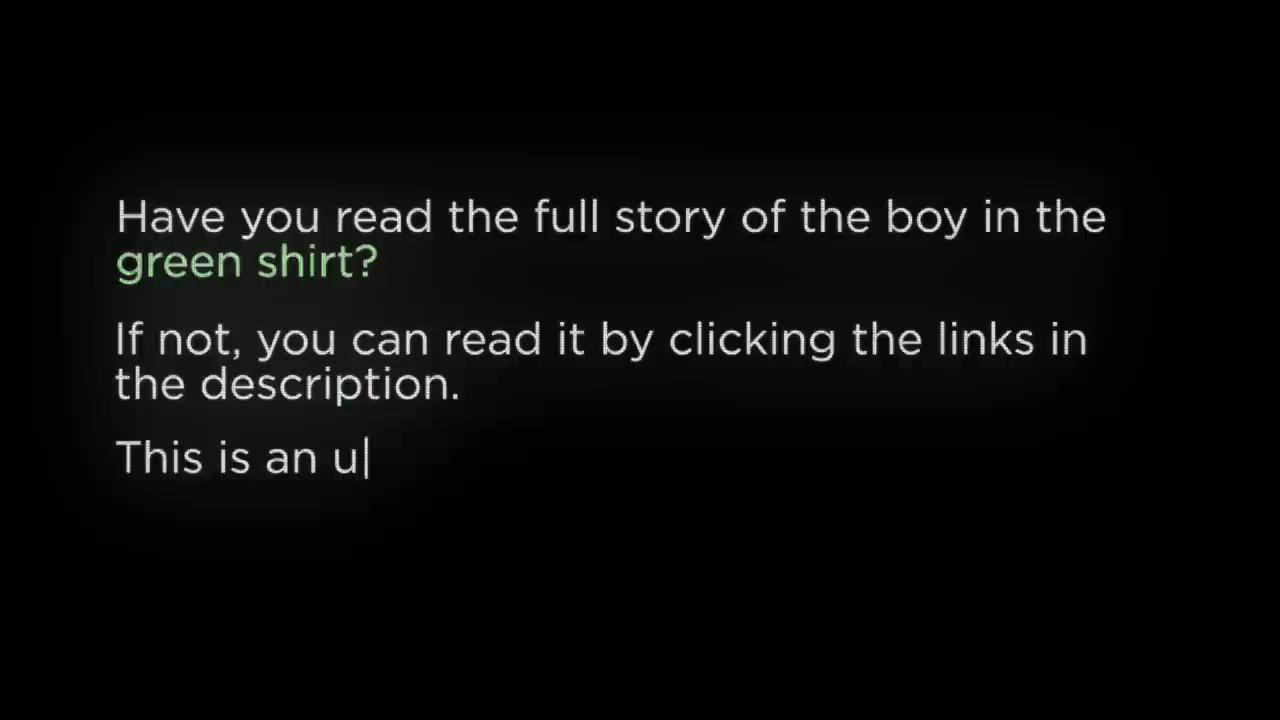 Have you read the full story of the boy in the
green shirt?
If not, you can read it by clicking the links in
the description.
This is an u